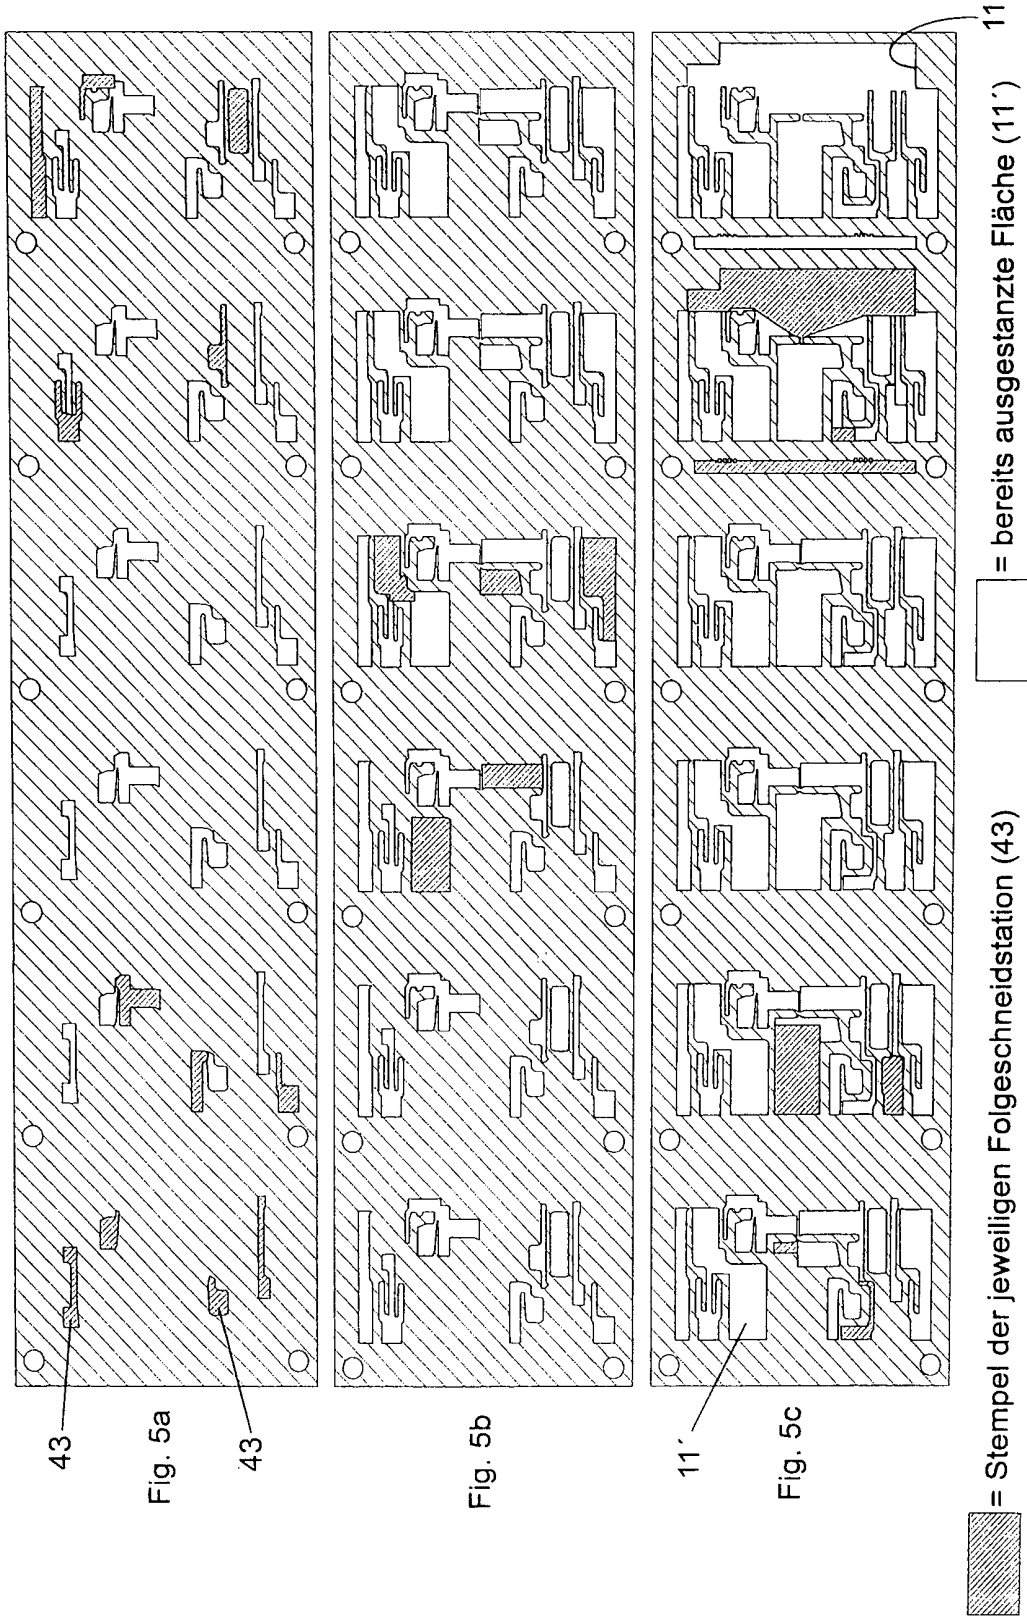 43
Fig. 5a
43
Fig. 5b
11´
Fig. 5c
11
= Stempel der jeweiligen Folgeschneidstation (43)
= bereits ausgestanzte Fläche (11´)